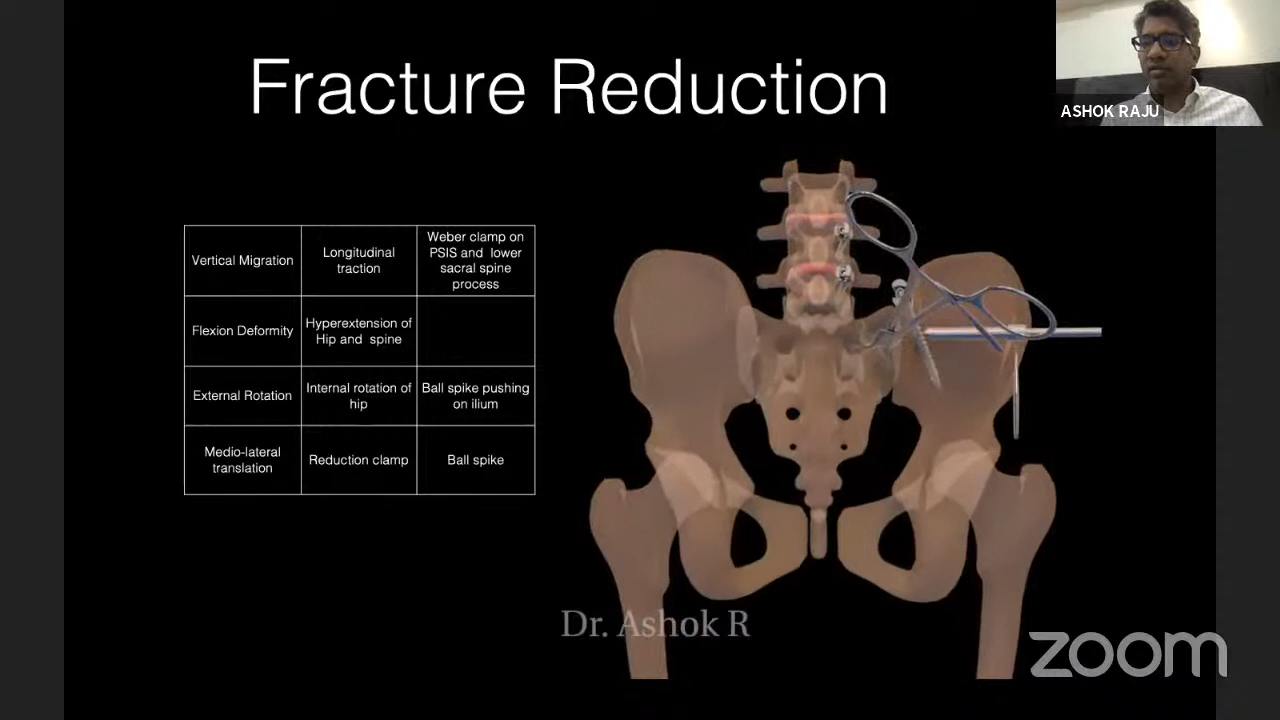 Fracture Reduction
ASHOK RAJU
Vertical Migration
Longitudinal
traction
Weber clamp on
PSIS and lower
sacral spine
process
Flexion Deformity
Hyperextension of
Hip and spine
External Rotation
Internal rotation of
hip
Ball spike pushing
on ilium
Medio-lateral
translation
Reduction clamp
Ball spike
Dr. Ashok R
zoom